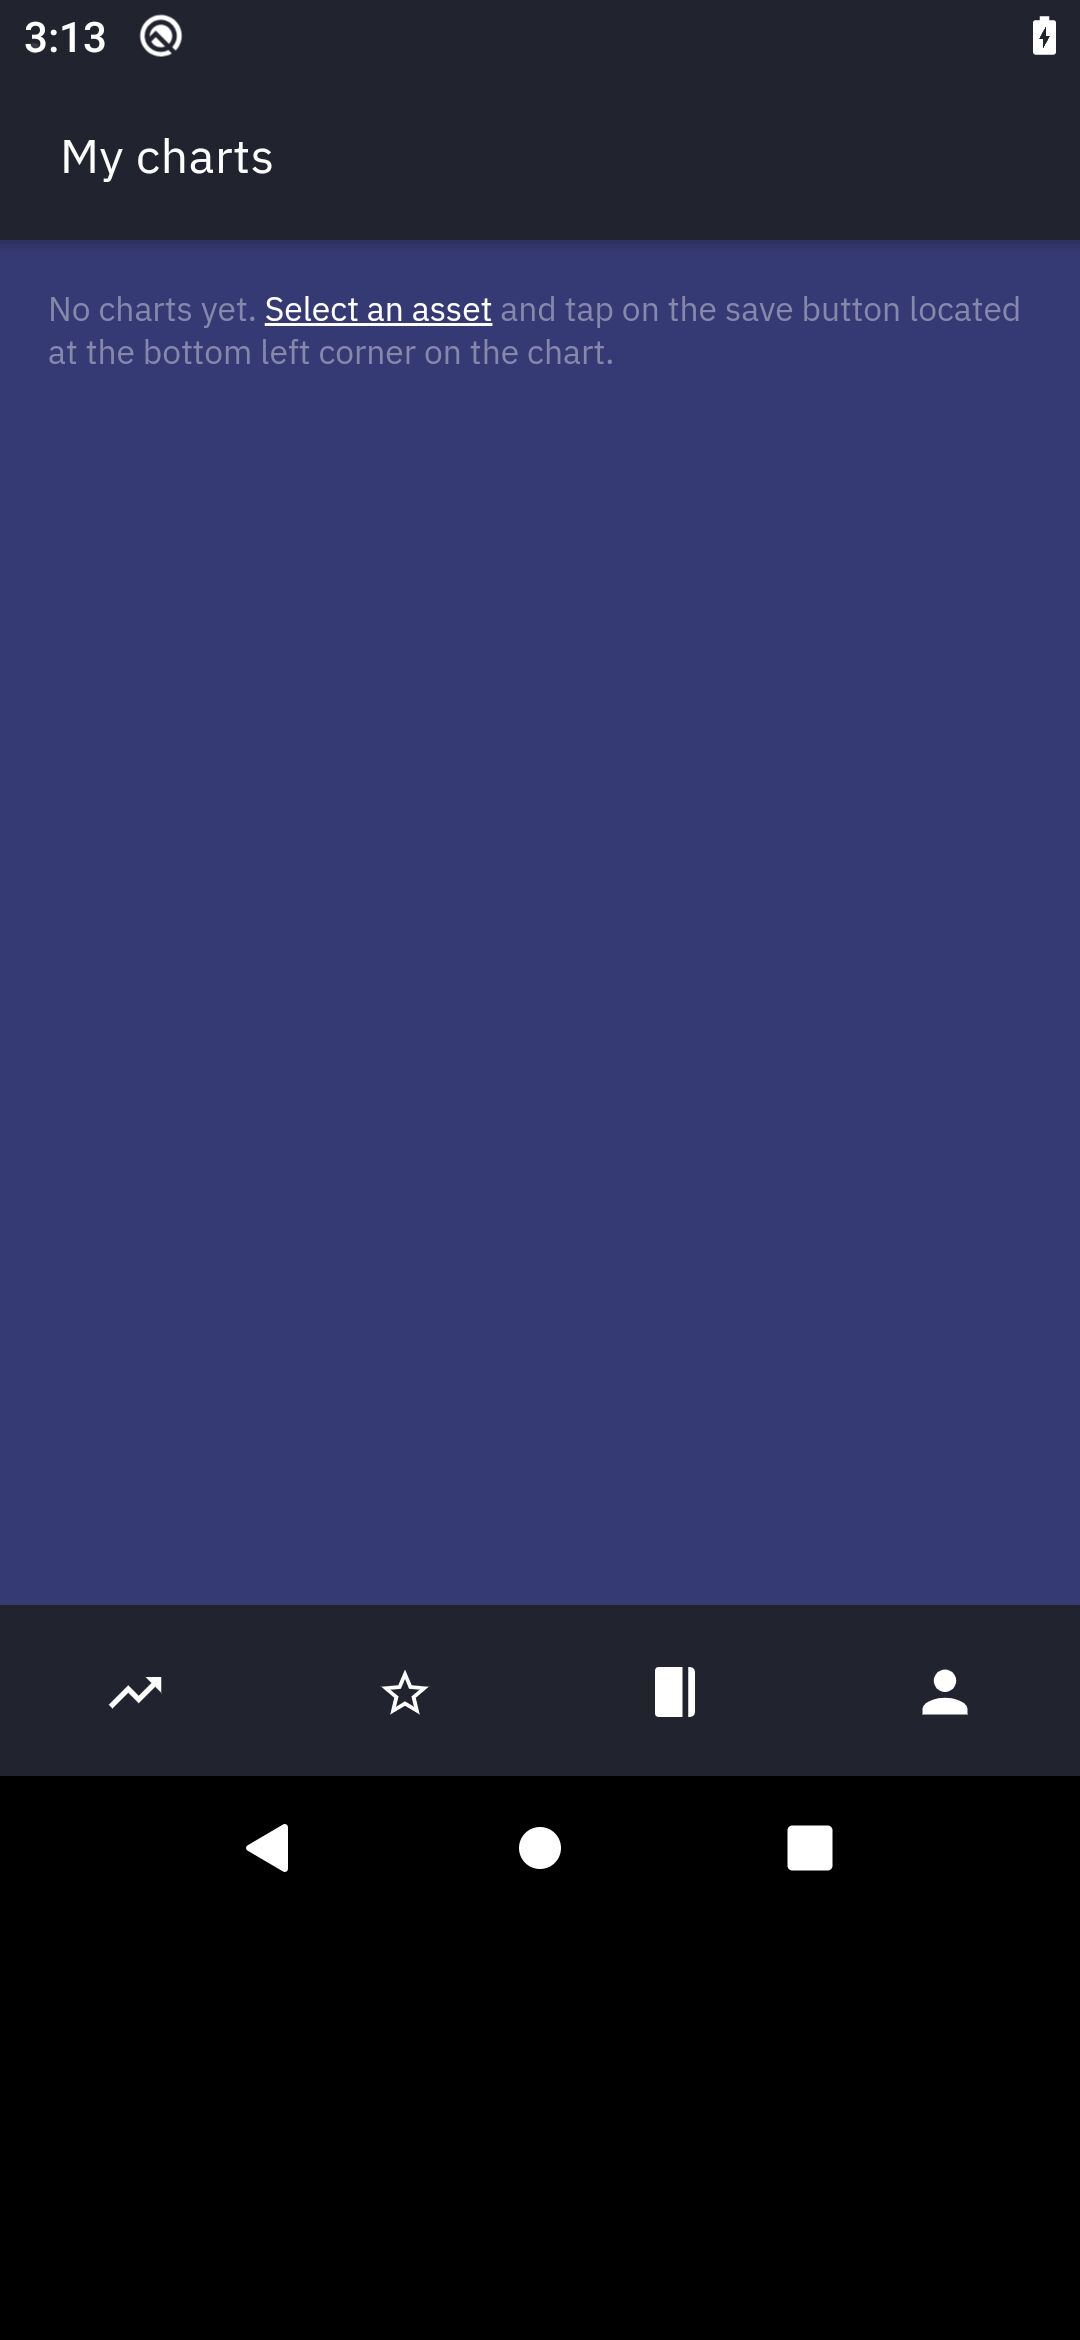 3:13
My charts
No charts yet. Select an asset and tap on the save button located
at the bottom left corner on the chart.